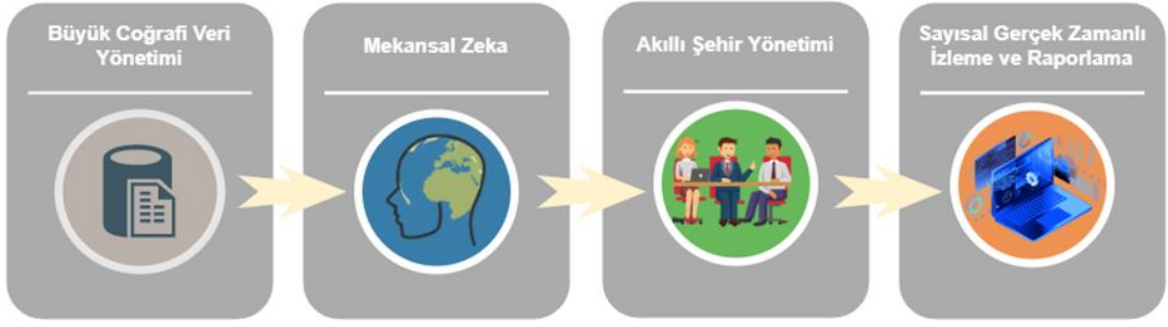 Büyük Coğrafi Veri
Yönetimi
Mekansal Zeka
Akıllı Şehir Yönetimi
Sayısal Gerçek Zamanlı
İzleme ve Raporlama